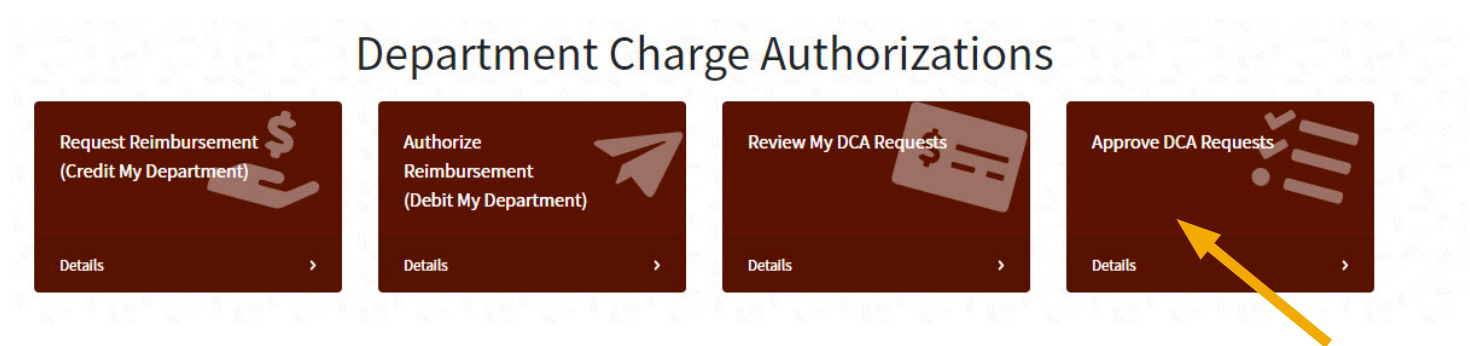 Department Charge Authorizations
Request Reimbursement
(Credit My Department)
Details
Authorize
Reimbursement
(Debit My Department)
Details
Review My DCA Requests
Details
Approve DCA Requests
Details